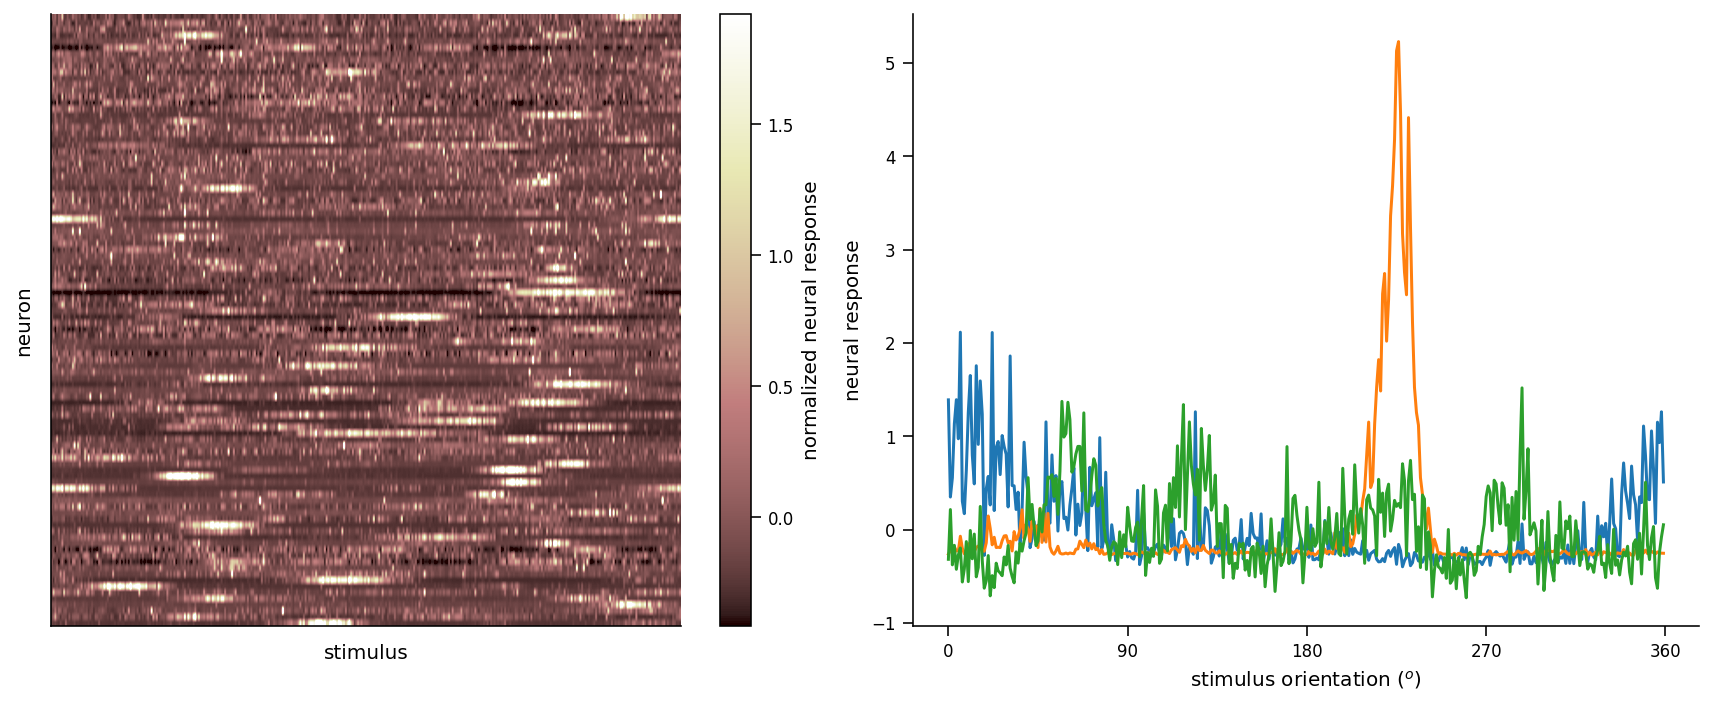 neuron
stimulus
1.5
1.0
0.5
0.0
normalized neural response
neural response
5
4
3
2
1
0
−1
0 90 180 270 360
stimulus orientation (o)